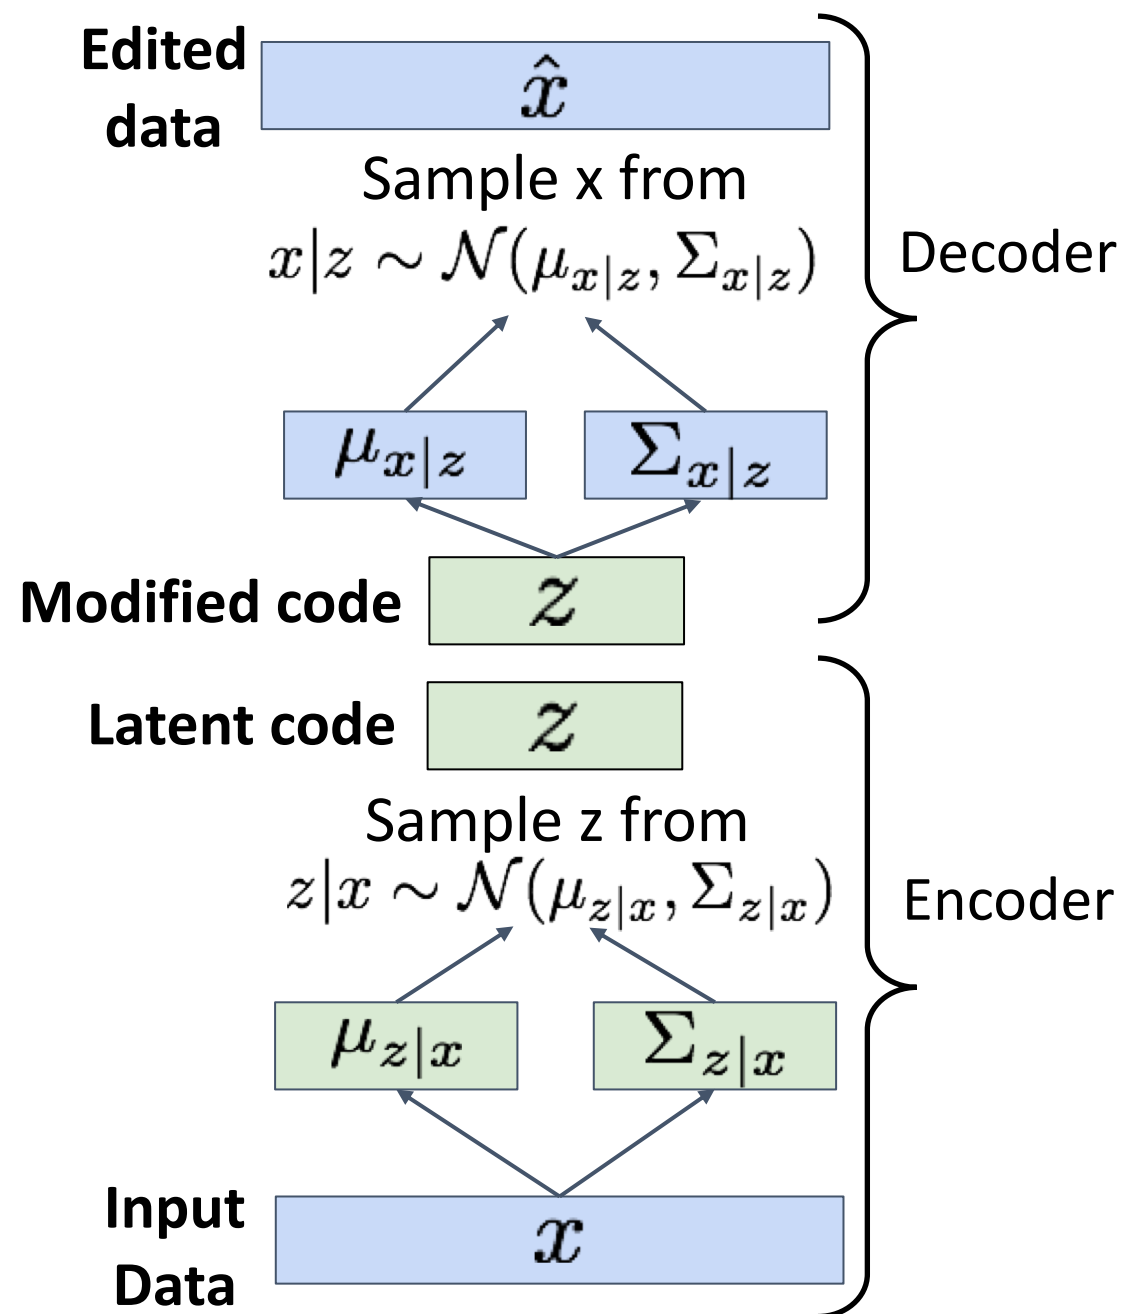 Edited
data
x̂
Sample x from
x|z ~ 𝒩(μ_{x|z}, Σ_{x|z})
Decoder
μ_{x|z}
Σ_{x|z}
Modified code
z
Latent code
z
Sample z from
z|x ~ 𝒩(μ_{z|x}, Σ_{z|x})
Encoder
μ_{z|x}
Σ_{z|x}
Input
Data
x